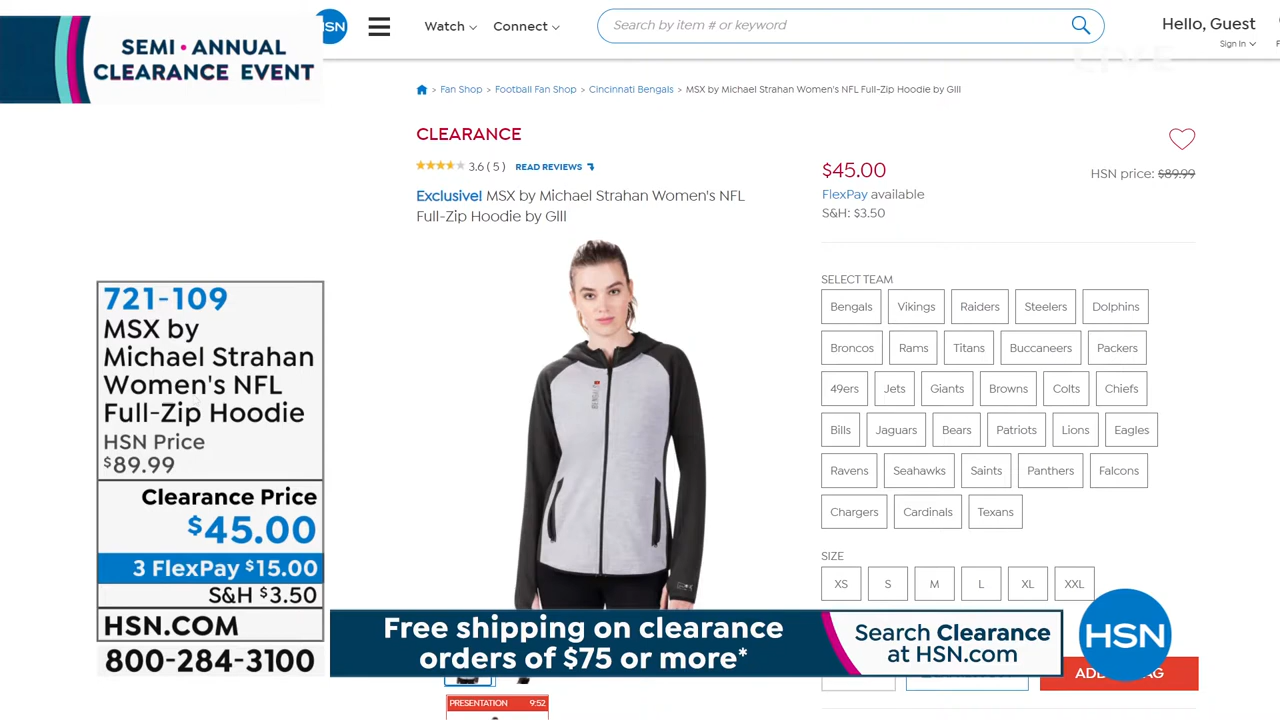 SEMI • ANNUAL
CLEARANCE EVENT
HSN
Watch
Connect
Search by item # or keyword
Hello, Guest
Sign In
LIVE
Fan Shop > Football Fan Shop > Cincinnati Bengals > MSX by Michael Strahan Women's NFL Full-Zip Hoodie by GIII
CLEARANCE
3.6 ( 5 ) READ REVIEWS
Exclusive! MSX by Michael Strahan Women's NFL
Full-Zip Hoodie by GIII
$45.00
HSN price: $89.99
FlexPay available
S&H: $3.50
SELECT TEAM
Bengals Vikings Raiders Steelers Dolphins
Broncos Rams Titans Buccaneers Packers
49ers Jets Giants Browns Colts Chiefs
Bills Jaguars Bears Patriots Lions Eagles
Ravens Seahawks Saints Panthers Falcons
Chargers Cardinals Texans
SIZE
XS S M L XL XXL
BENGALS
721-109
MSX by
Michael Strahan
Women's NFL
Full-Zip Hoodie
HSN Price
$89.99
Clearance Price
$45.00
3 FlexPay $15.00
S&H $3.50
HSN.COM
800-284-3100
Free shipping on clearance
orders of $75 or more*
Search Clearance
at HSN.com
HSN
PRESENTATION 9:52